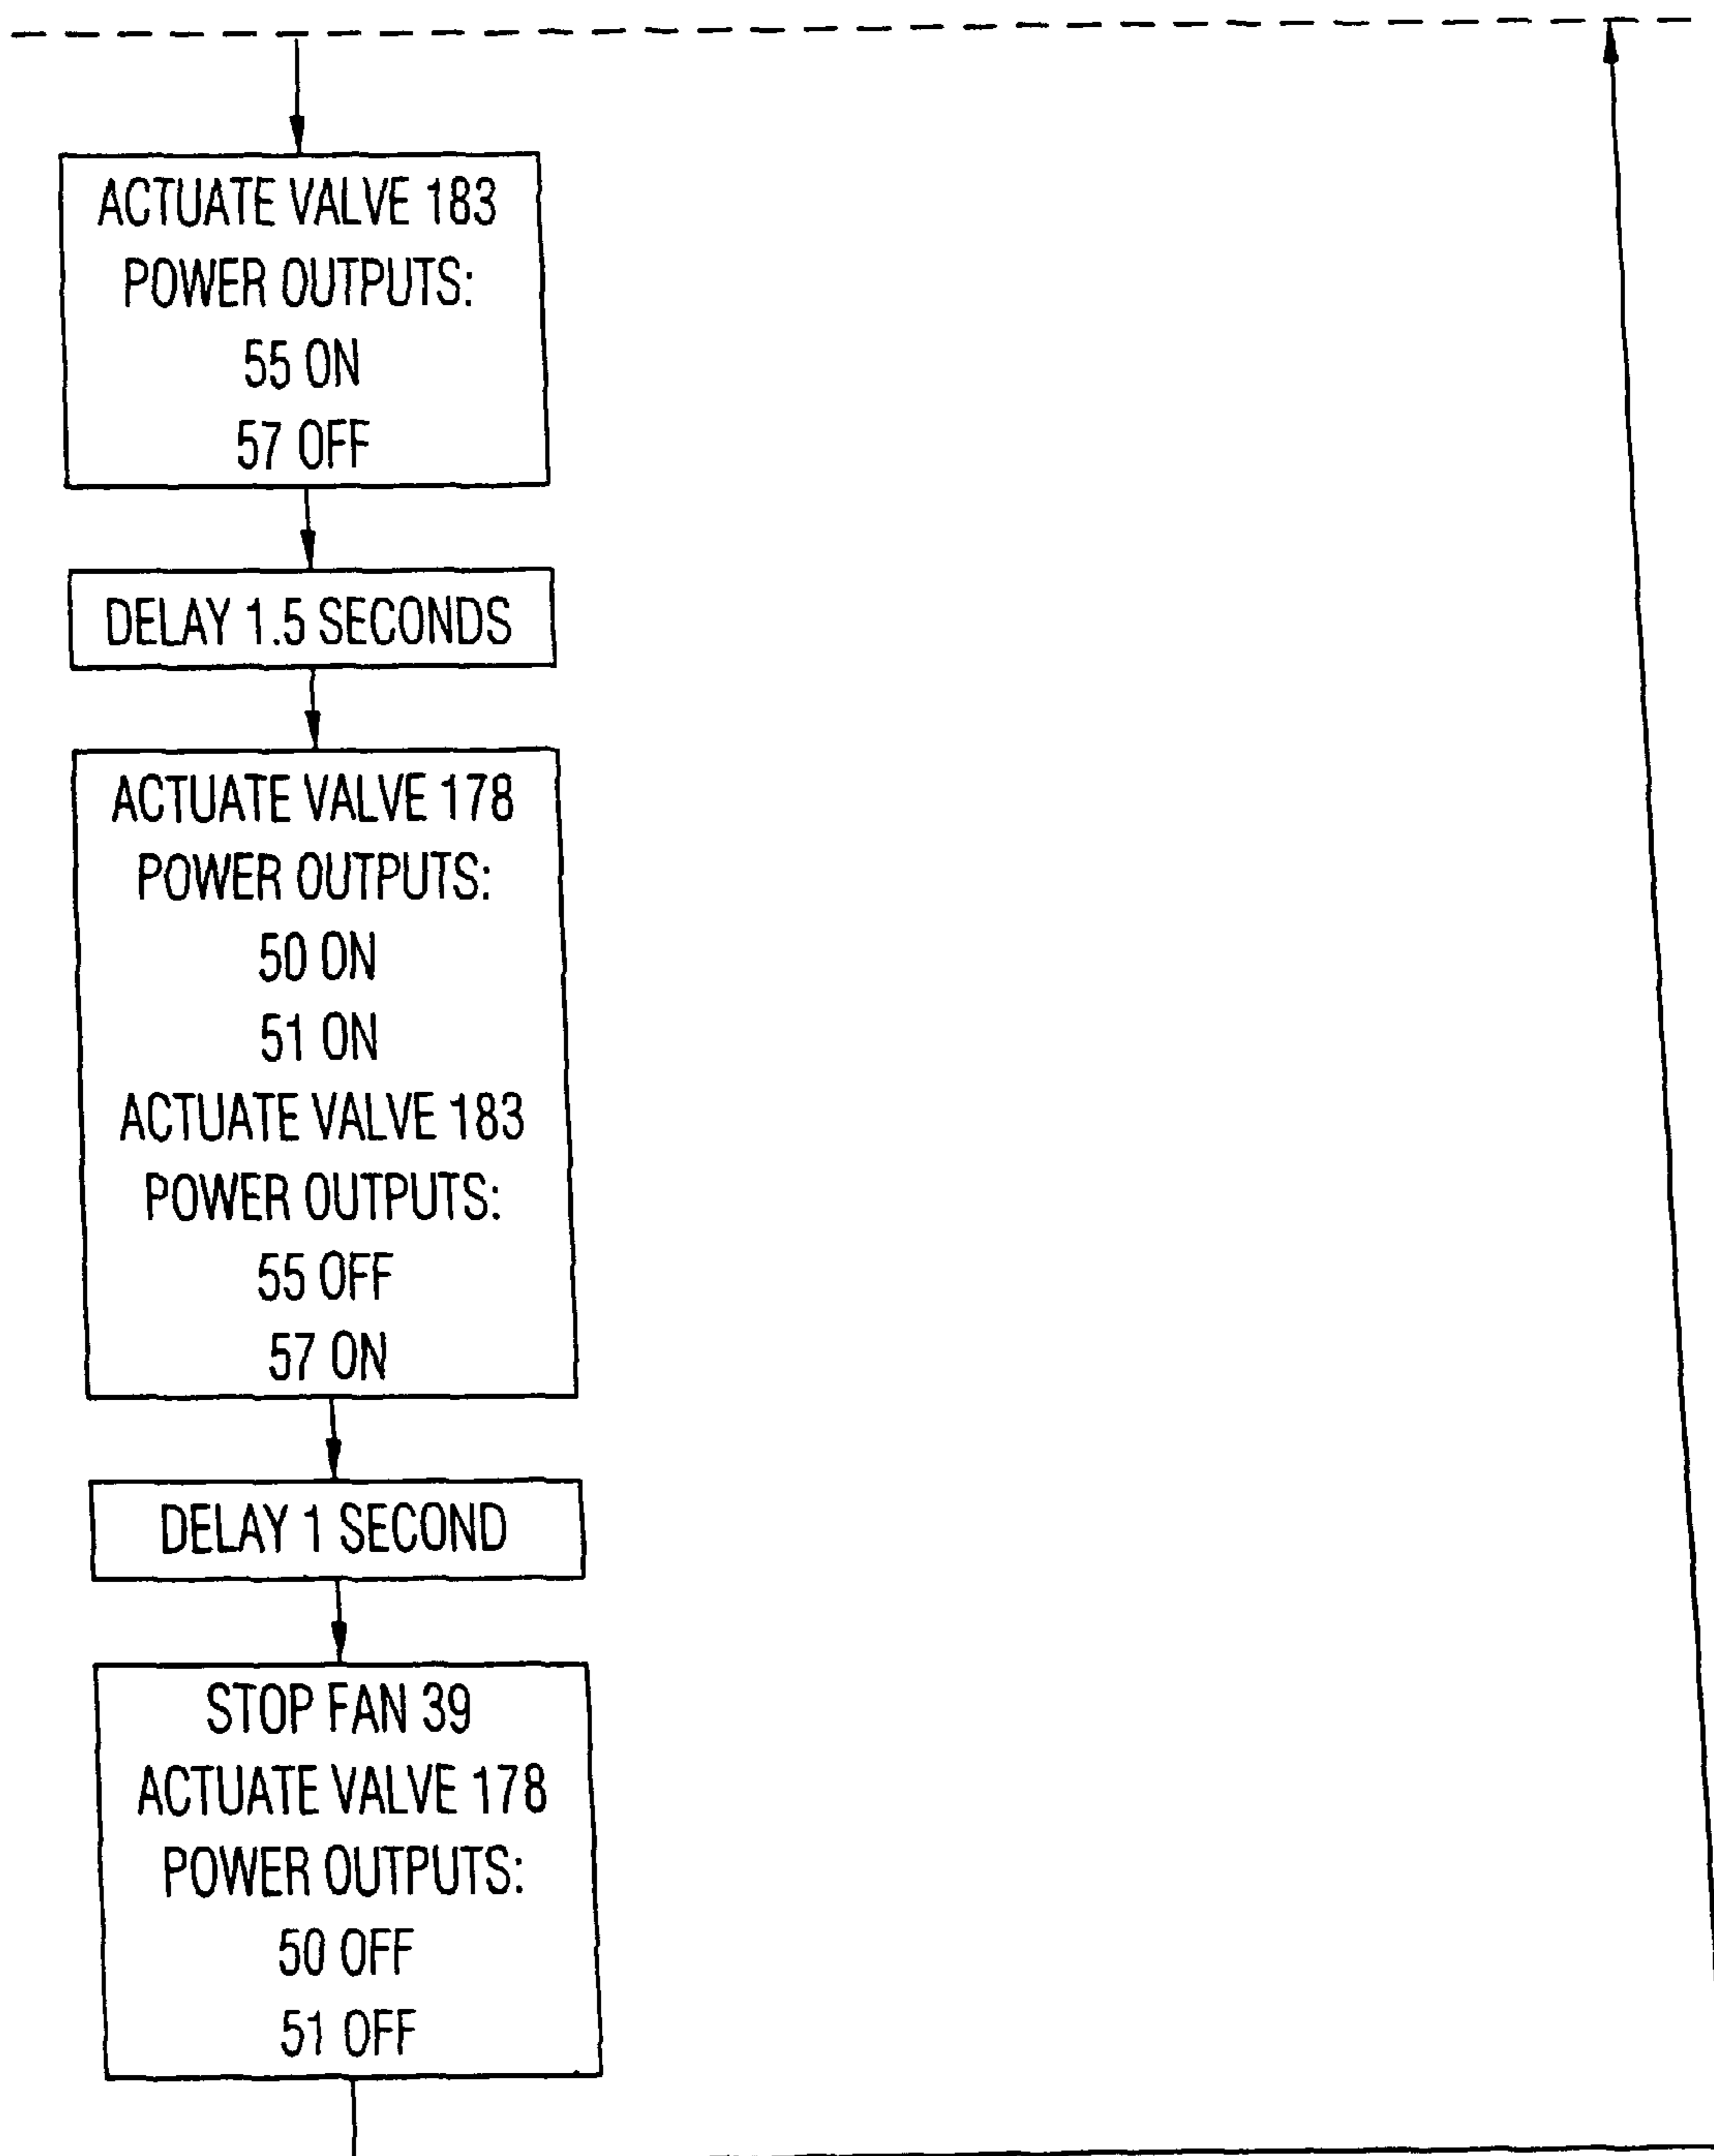 ACTUATE VALVE 183
POWER OUTPUTS:
55 ON
57 OFF
DELAY 1.5 SECONDS
ACTUATE VALVE 178
POWER OUTPUTS:
50 ON
51 ON
ACTUATE VALVE 183
POWER OUTPUTS:
55 OFF
57 ON
DELAY 1 SECOND
STOP FAN 39
ACTUATE VALVE 178
POWER OUTPUTS:
50 OFF
51 OFF